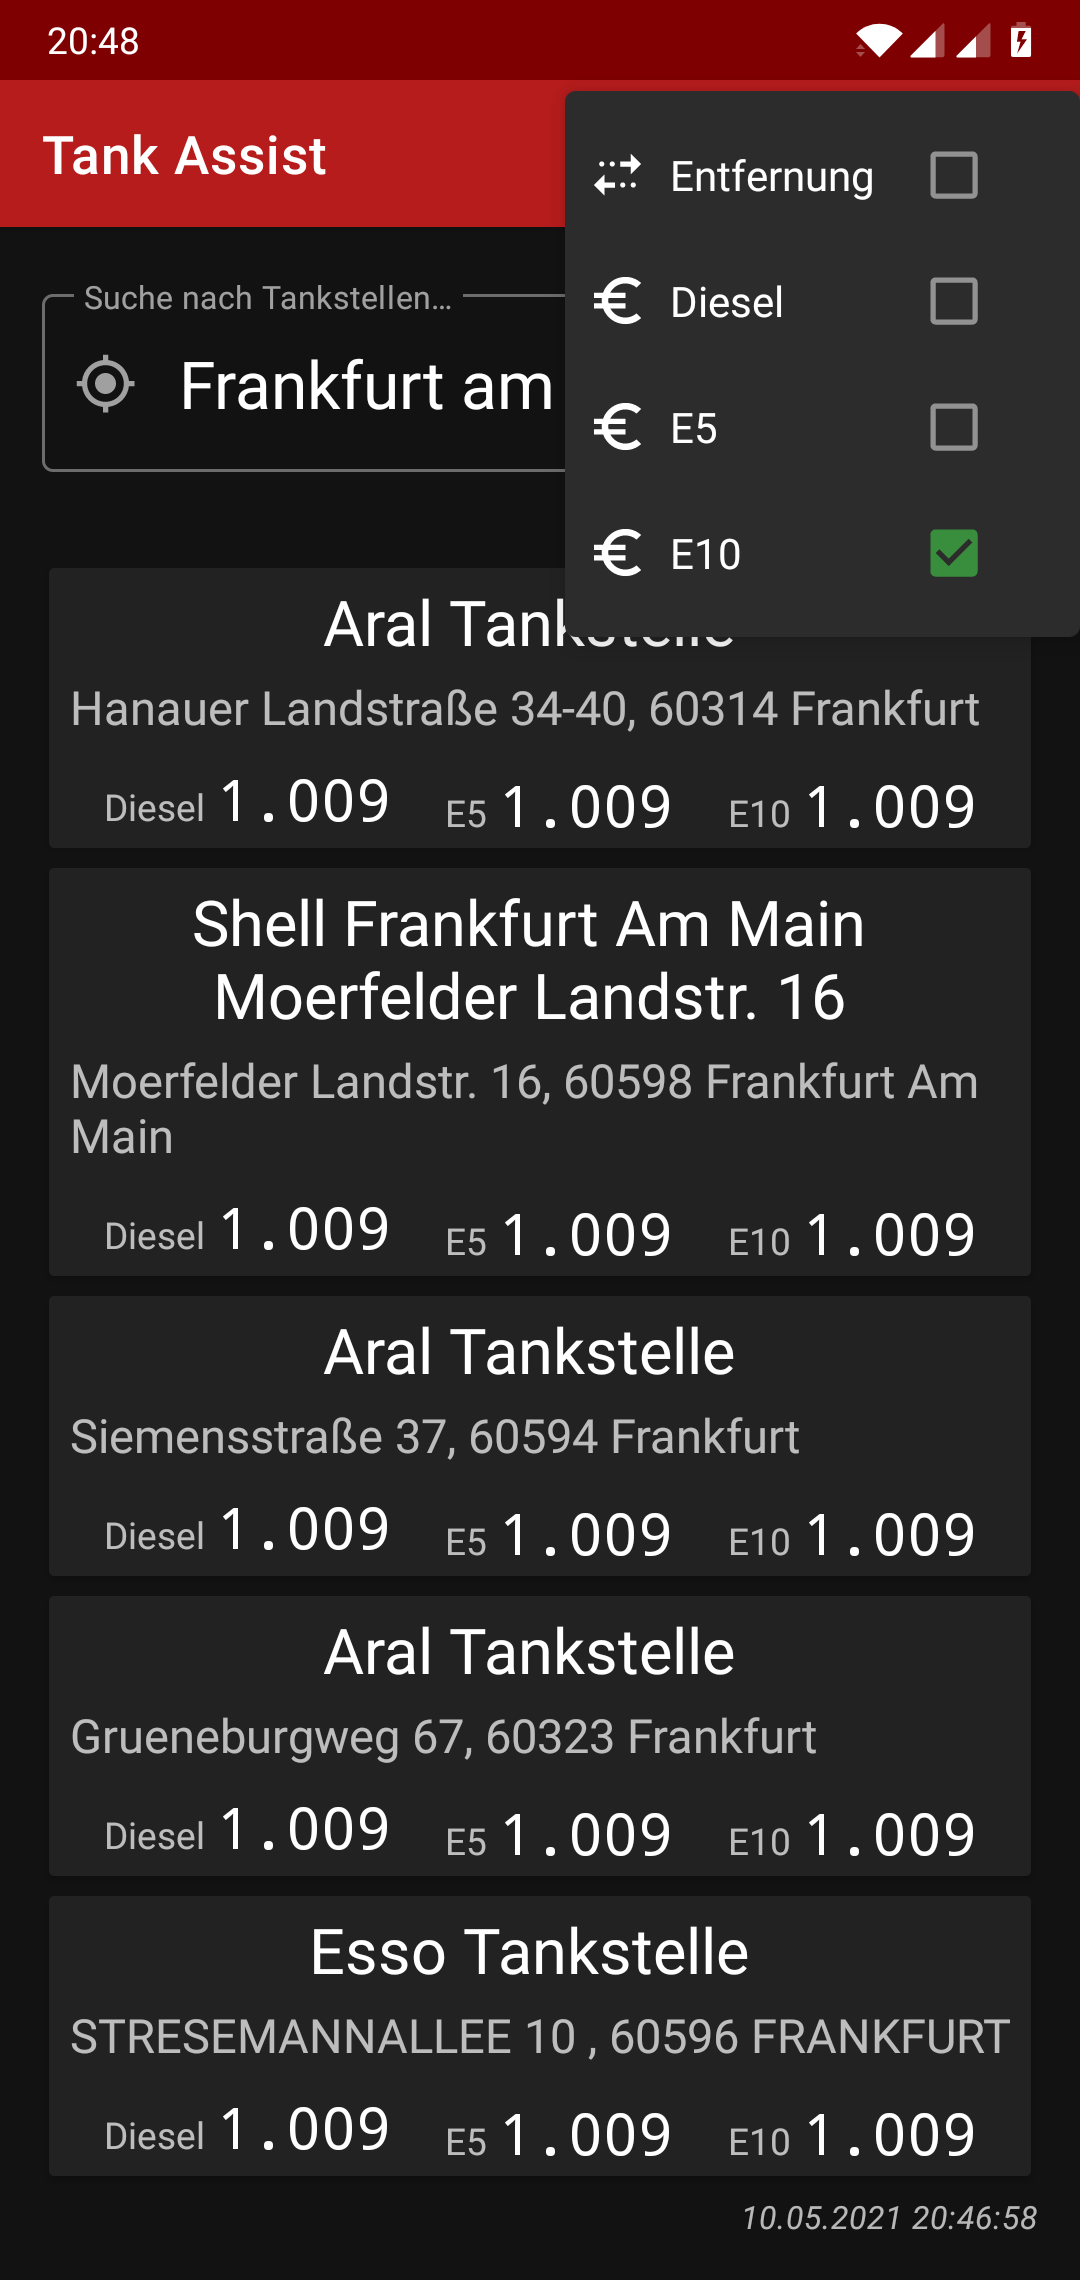 20:48
Tank Assist
Entfernung
Diesel
E5
E10
Suche nach Tankstellen…
Frankfurt am
Aral Tankstelle
Hanauer Landstraße 34-40, 60314 Frankfurt
Diesel 1.009 E5 1.009 E10 1.009
Shell Frankfurt Am Main
Moerfelder Landstr. 16
Moerfelder Landstr. 16, 60598 Frankfurt Am
Main
Diesel 1.009 E5 1.009 E10 1.009
Aral Tankstelle
Siemensstraße 37, 60594 Frankfurt
Diesel 1.009 E5 1.009 E10 1.009
Aral Tankstelle
Grueneburgweg 67, 60323 Frankfurt
Diesel 1.009 E5 1.009 E10 1.009
Esso Tankstelle
STRESEMANNALLEE 10 , 60596 FRANKFURT
Diesel 1.009 E5 1.009 E10 1.009
10.05.2021 20:46:58